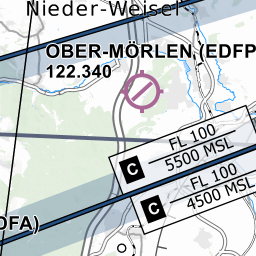 Nieder-Weisel
OBER-MÖRLEN (EDFP
122.340
C
FL 100
5500 MSL
C
FL 100
4500 MSL
DFA)